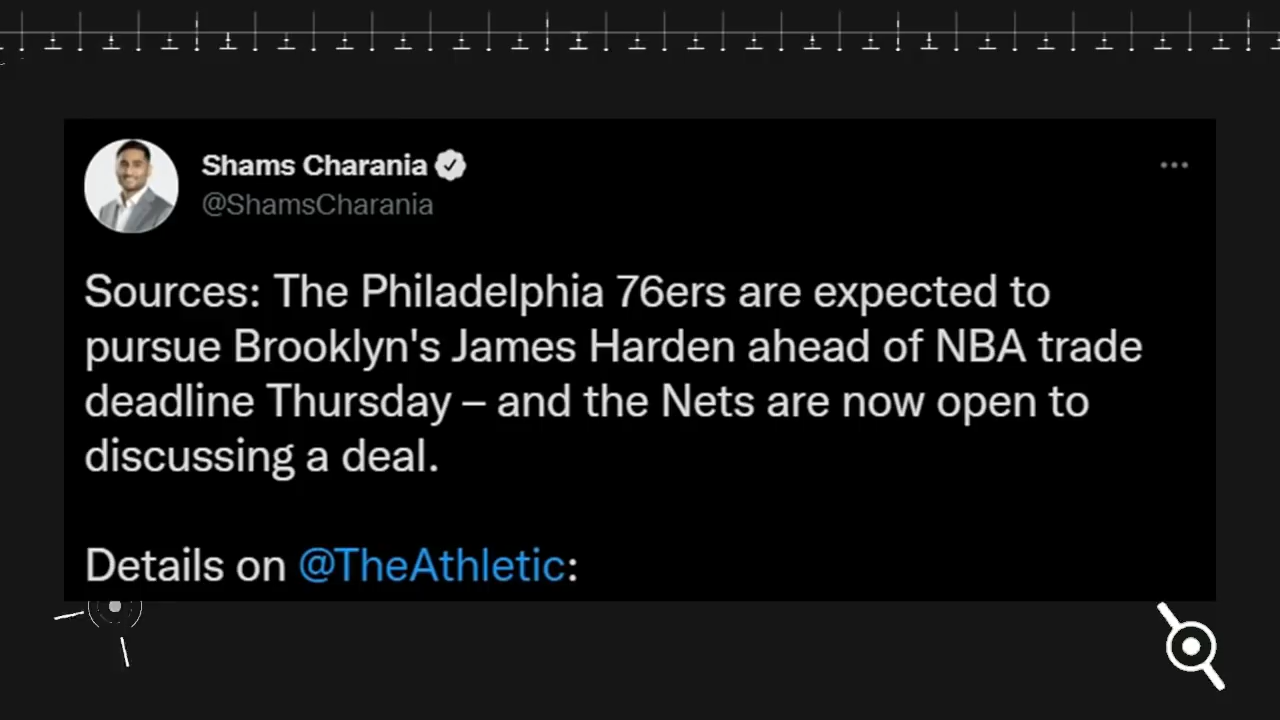 Shams Charania
@ShamsCharania
Sources: The Philadelphia 76ers are expected to
pursue Brooklyn's James Harden ahead of NBA trade
deadline Thursday – and the Nets are now open to
discussing a deal.
Details on @TheAthletic: